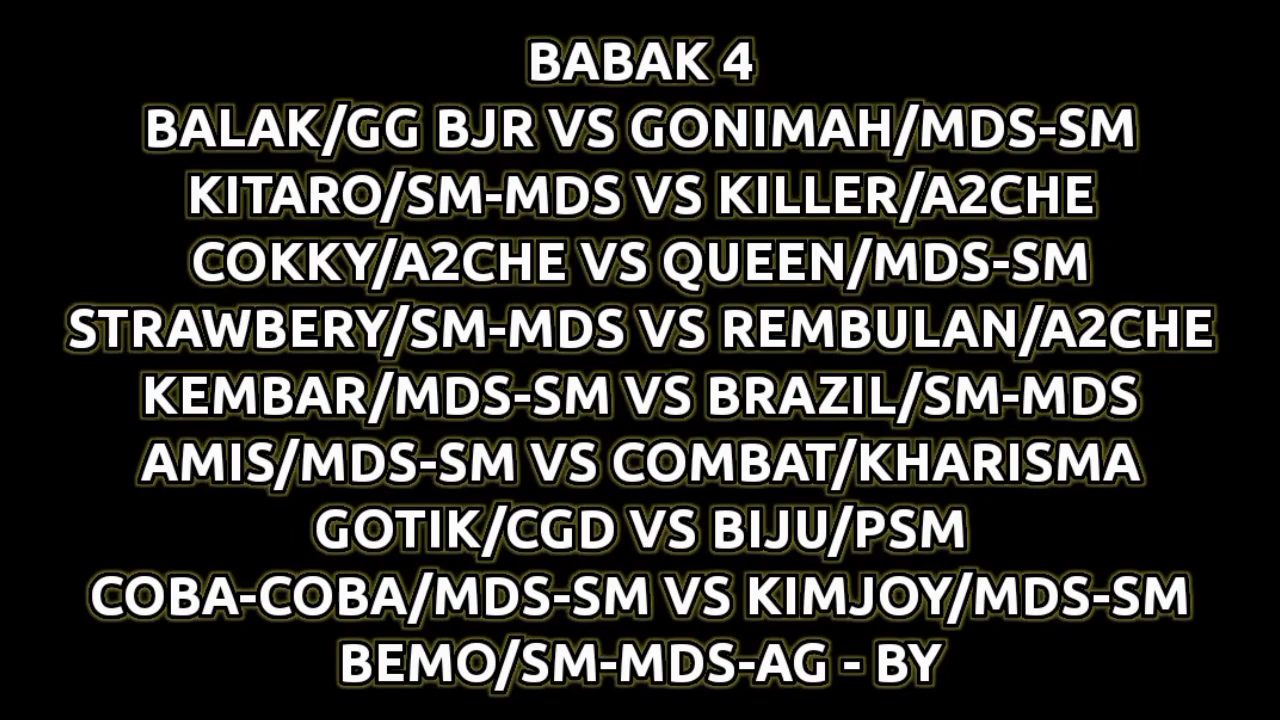 BABAK 4
BALAK/GG BJR VS GONIMAH/MDS-SM
KITARO/SM-MDS VS KILLER/A2CHE
COKKY/A2CHE VS QUEEN/MDS-SM
STRAWBERY/SM-MDS VS REMBULAN/A2CHE
KEMBAR/MDS-SM VS BRAZIL/SM-MDS
AMIS/MDS-SM VS COMBAT/KHARISMA
GOTIK/CGD VS BIJU/PSM
COBA-COBA/MDS-SM VS KIMJOY/MDS-SM
BEMO/SM-MDS-AG - BY